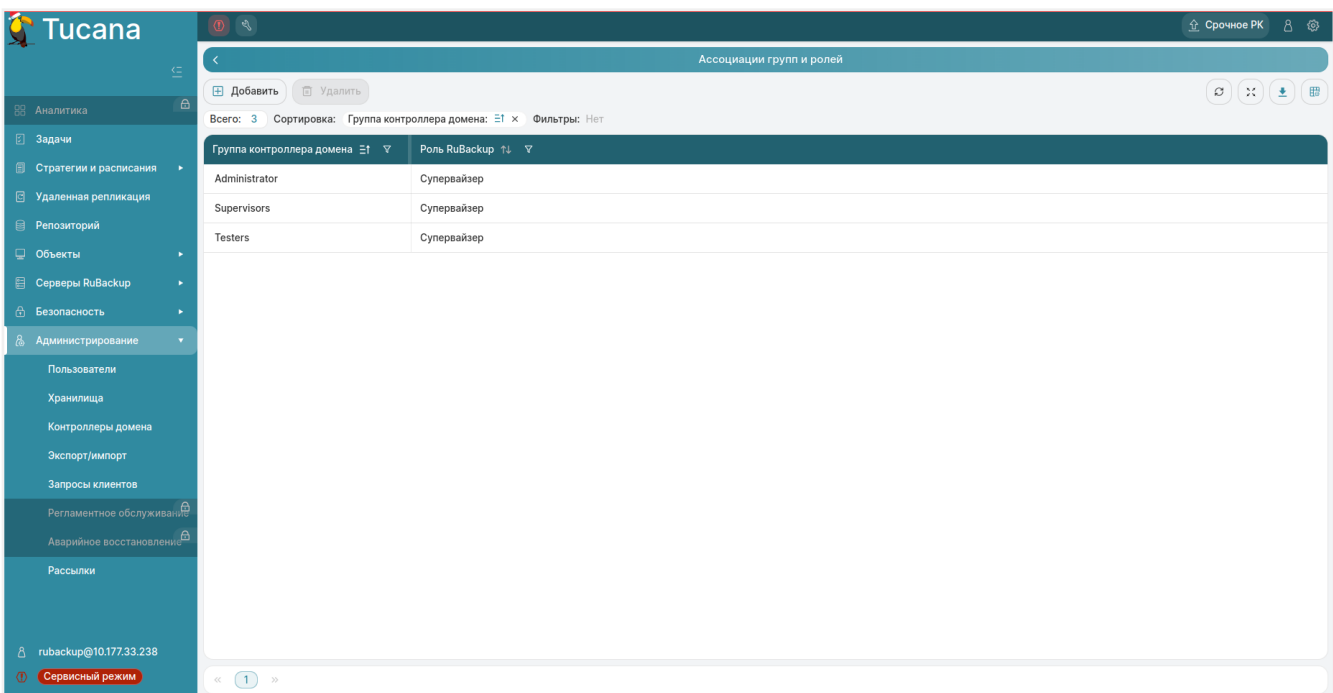 Tucana
Срочное РК
Ассоциации групп и ролей
Добавить
Удалить
Всего: 3 Сортировка: Группа контроллера домена: Фильтры: Нет
Группа контроллера домена Роль RuBackup
Administrator Супервайзер
Supervisors Супервайзер
Testers Супервайзер
Аналитика
Задачи
Стратегии и расписания
Удаленная репликация
Репозиторий
Объекты
Серверы RuBackup
Безопасность
Администрирование
Пользователи
Хранилища
Контроллеры домена
Экспорт/импорт
Запросы клиентов
Регламентное обслуживание
Аварийное восстановление
Рассылки
rubackup@10.177.33.238
Сервисный режим
« 1 »